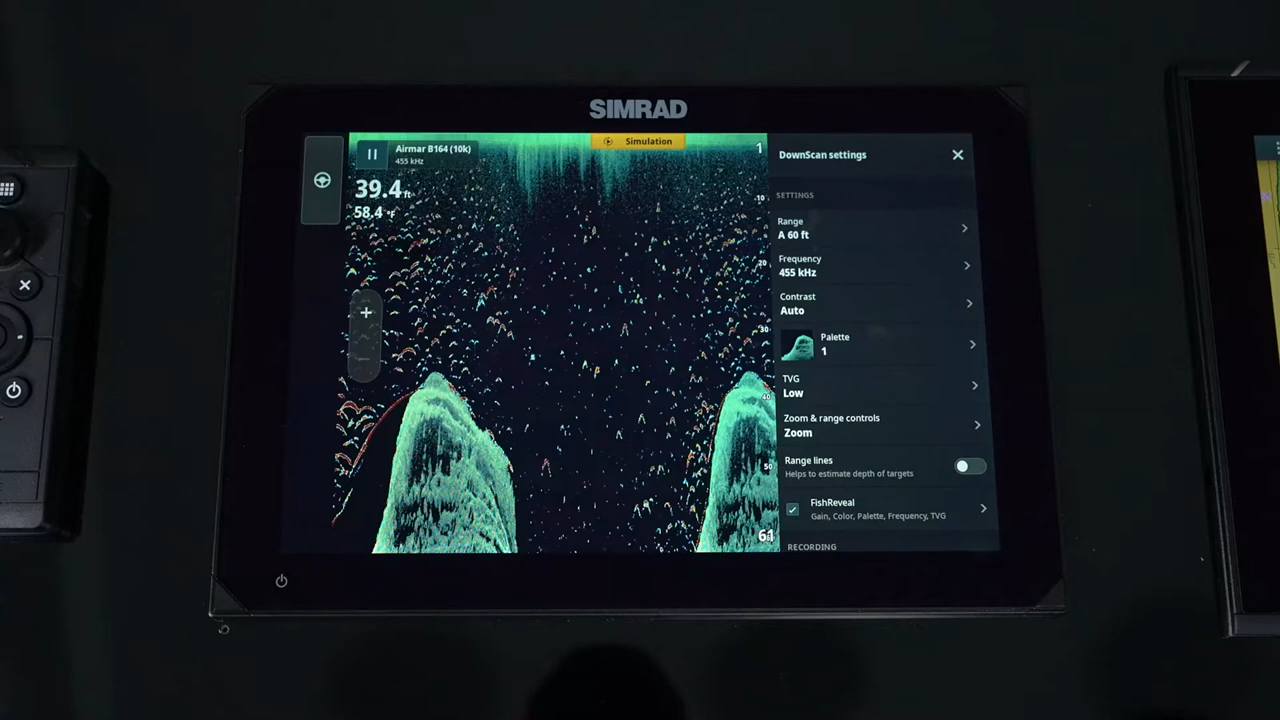 SIMRAD
Airmar B164 (10k)
455 kHz
Simulation
1
39.4 ft
58.4 °F
10
20
30
40
50
61
+
DownScan settings
SETTINGS
Range
A 60 ft
Frequency
455 kHz
Contrast
Auto
Palette
1
TVG
Low
Zoom & range controls
Zoom
Range lines
Helps to estimate depth of targets
FishReveal
Gain, Color, Palette, Frequency, TVG
RECORDING